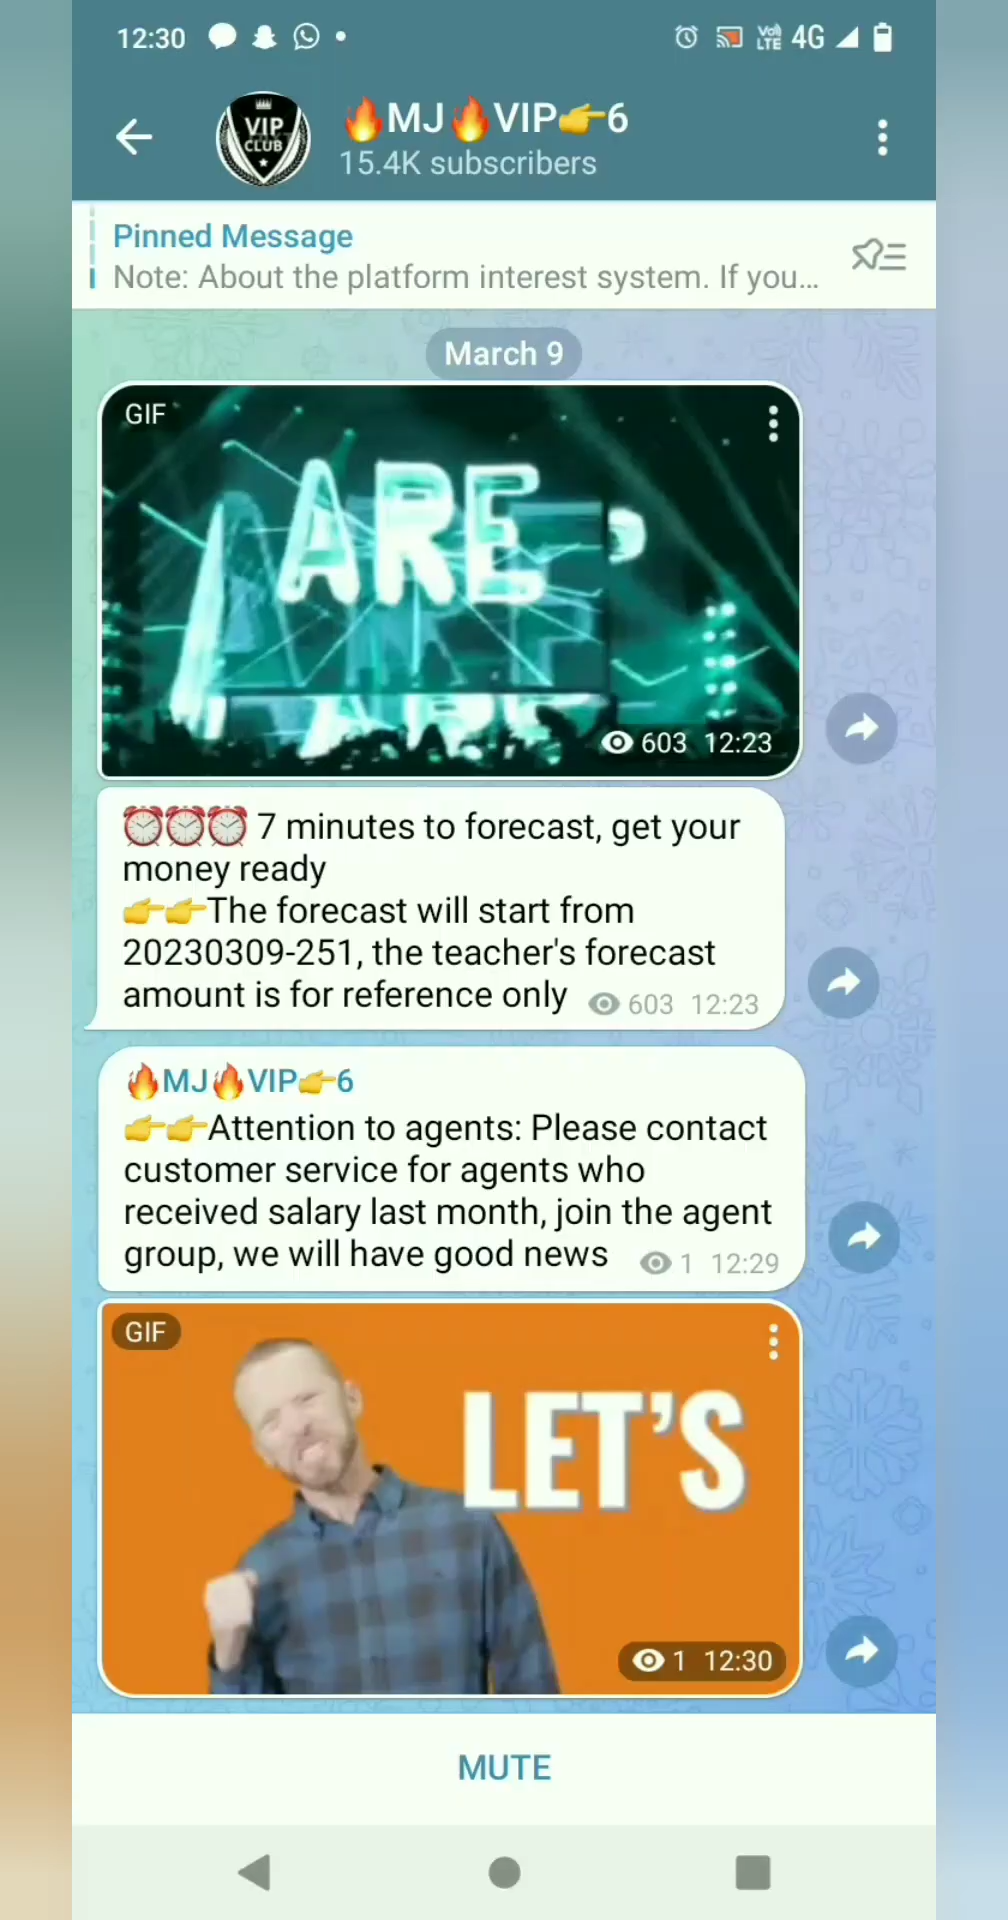 12:30
Vo)) LTE 4G
VIP CLUB
🔥MJ🔥VIP👉6
15.4K subscribers
Pinned Message
Note: About the platform interest system. If you...
March 9
GIF
ARE
603 12:23
⏰⏰⏰ 7 minutes to forecast, get your
money ready
👉👉The forecast will start from
20230309-251, the teacher's forecast
amount is for reference only 603 12:23
🔥MJ🔥VIP👉6
👉👉Attention to agents: Please contact
customer service for agents who
received salary last month, join the agent
group, we will have good news 1 12:29
GIF
LET'S
1 12:30
MUTE